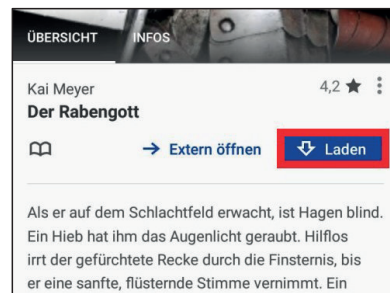 ÜBERSICHT INFOS
Kai Meyer 4,2
Der Rabengott
Extern öffnen Laden
Als er auf dem Schlachtfeld erwacht, ist Hagen blind.
Ein Hieb hat ihm das Augenlicht geraubt. Hilflos
irrt der gefürchtete Recke durch die Finsternis, bis
er eine sanfte, flüsternde Stimme vernimmt. Ein